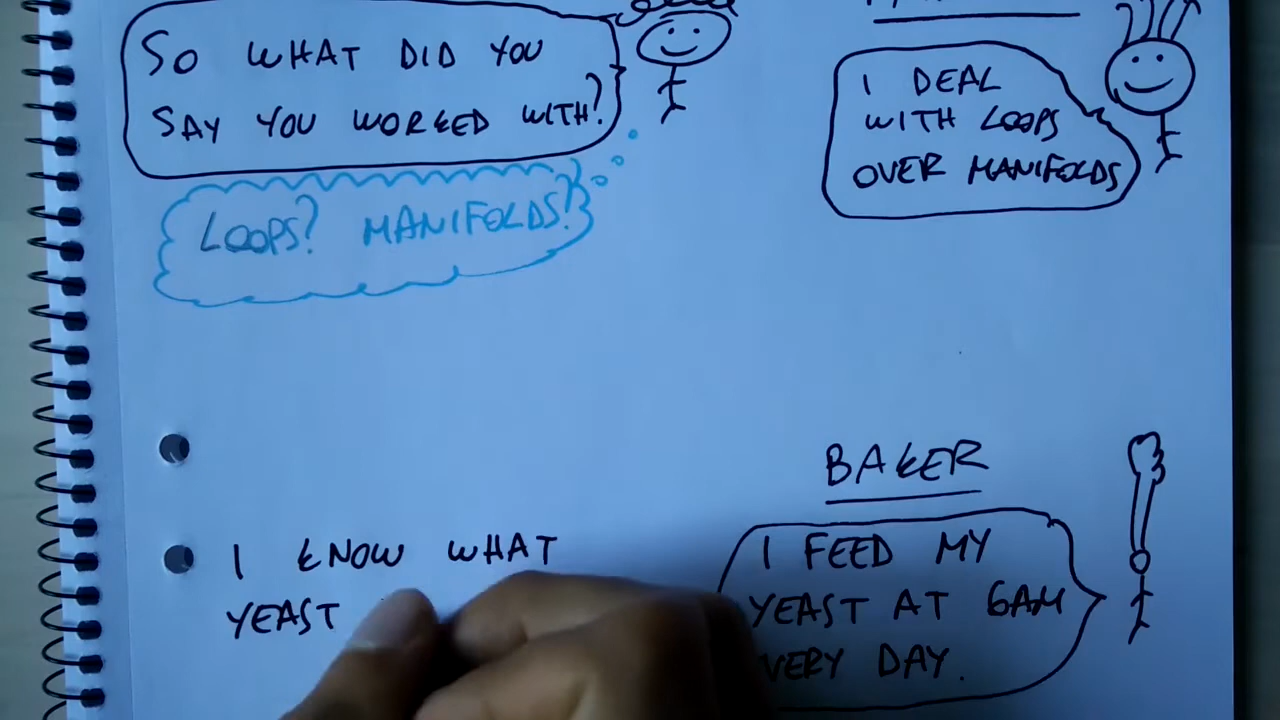 SO WHAT DID YOU
SAY YOU WORKED WITH?
LOOPS? MANIFOLDS?
I DEAL
WITH LOOPS
OVER MANIFOLDS
BAKER
I FEED MY
YEAST AT 6AM
VERY DAY.
I KNOW WHAT
YEAST